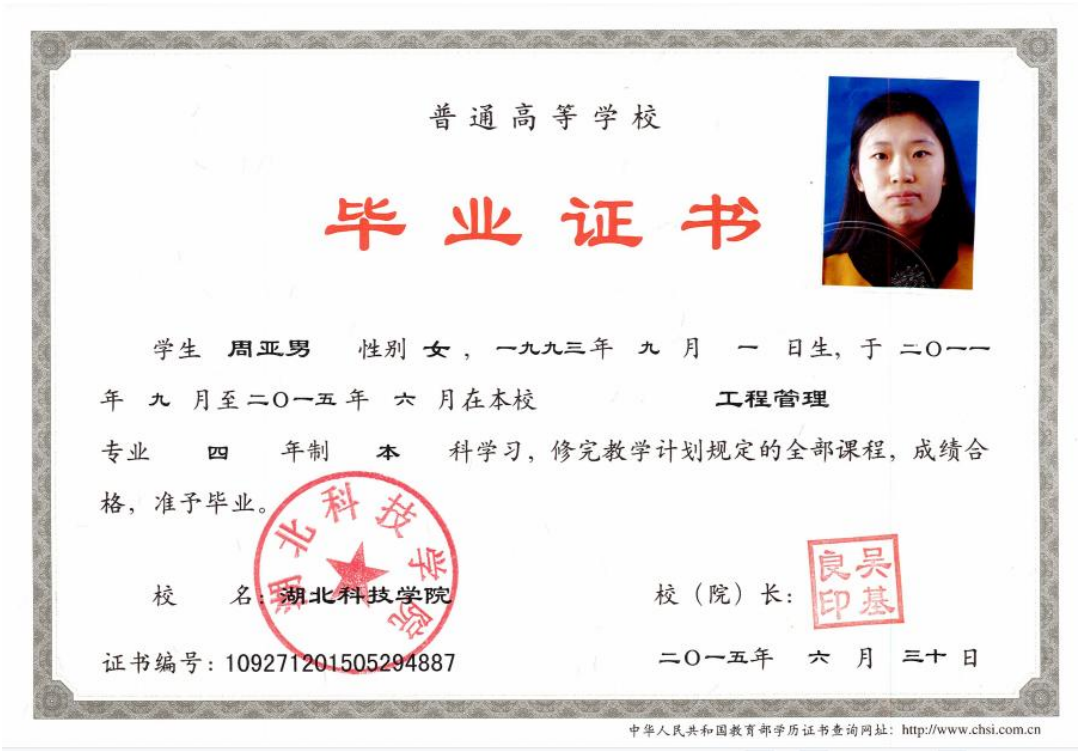 普通高等学校
毕业证书
学生 周亚男 性别 女，一九九三年 九 月 一 日生，于 二〇一一
年 九 月至二〇一五年 六 月在本校 工程管理
专业 四 年制 本 科学习，修完教学计划规定的全部课程，成绩合
格，准予毕业。
湖北科技学院
校 名：湖北科技学院
校（院）长：
吴基良印
证书编号：109271201505294887
二〇一五年 六 月 三十 日
中华人民共和国教育部学历证书查询网址：http://www.chsi.com.cn